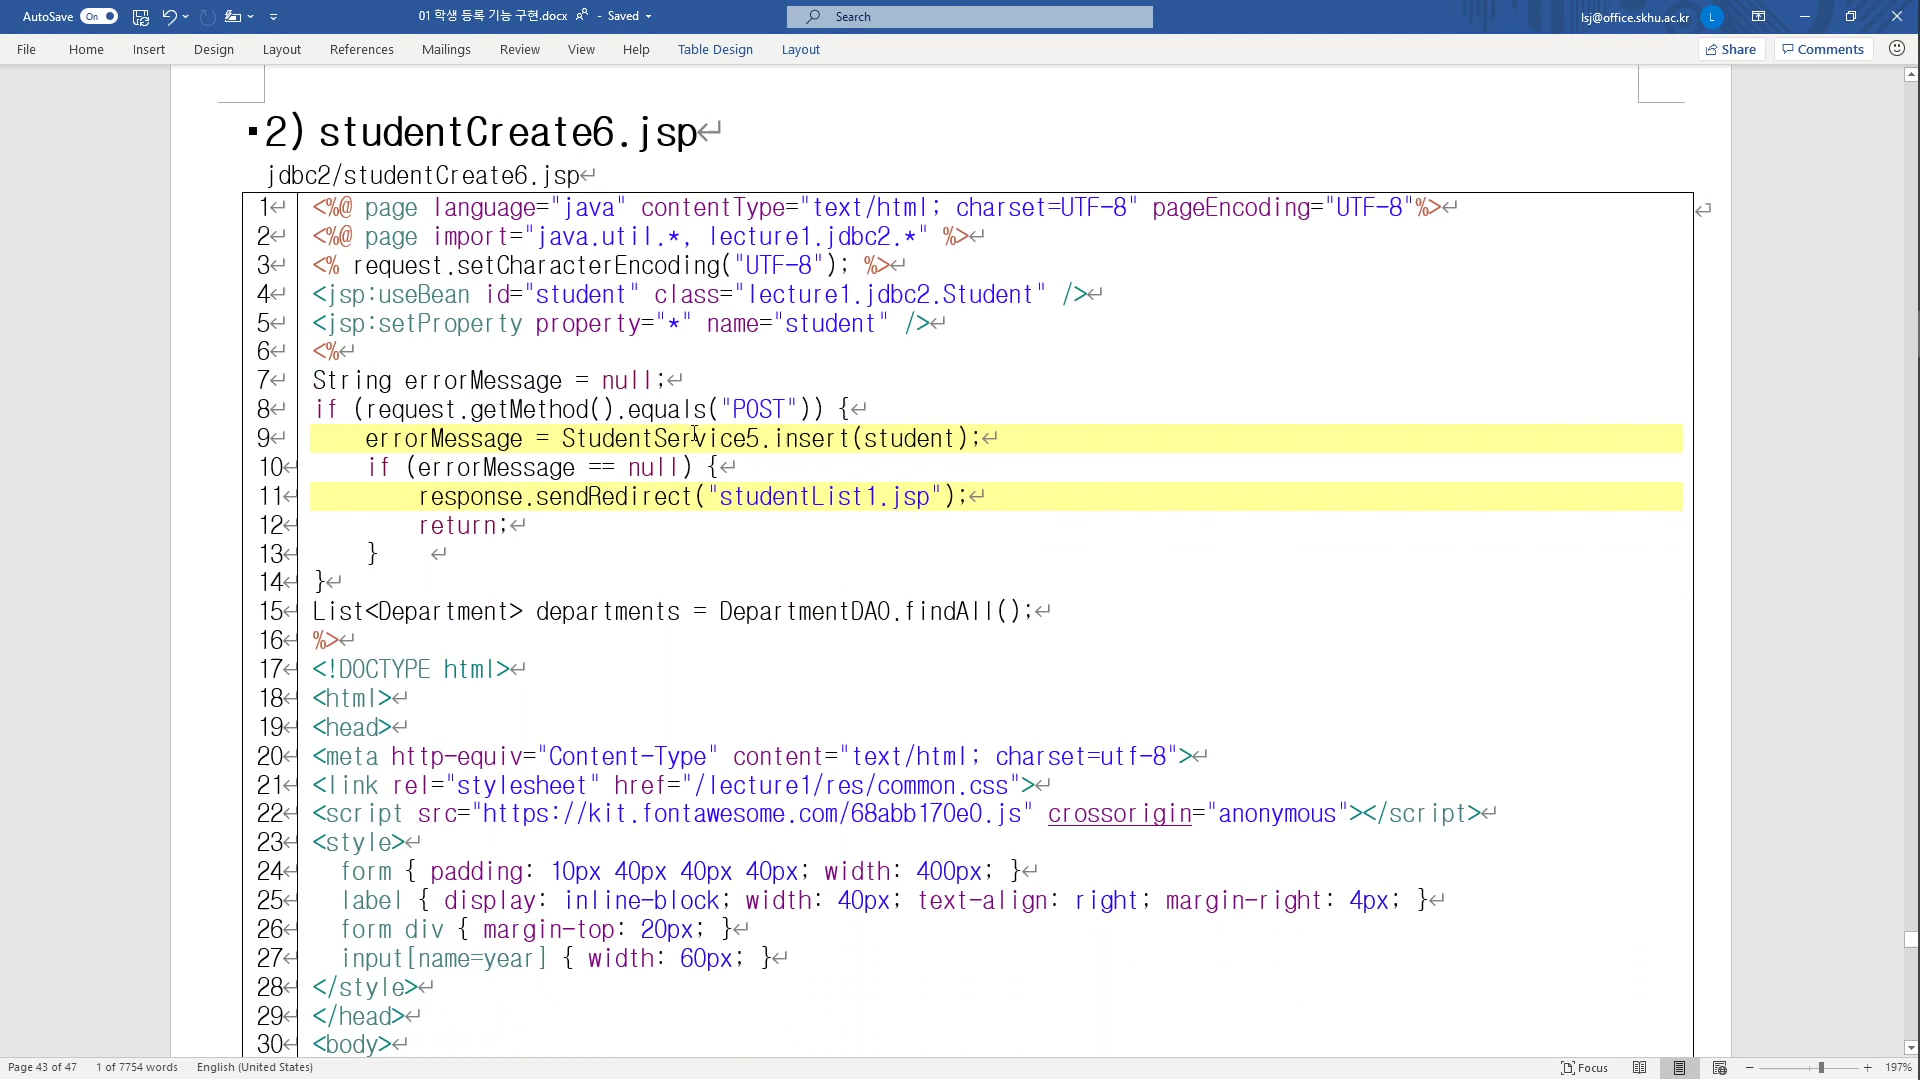 AutoSave On 01 학생 등록 기능 구현.docx - Saved Search lsj@office.skhu.ac.kr L
File Home Insert Design Layout References Mailings Review View Help Table Design Layout Share Comments
▪2) studentCreate6.jsp
jdbc2/studentCreate6.jsp
1 <%@ page language="java" contentType="text/html; charset=UTF-8" pageEncoding="UTF-8"%>
2 <%@ page import="java.util.*, lecture1.jdbc2.*" %>
3 <% request.setCharacterEncoding("UTF-8"); %>
4 <jsp:useBean id="student" class="lecture1.jdbc2.Student" />
5 <jsp:setProperty property="*" name="student" />
6 <%
7 String errorMessage = null;
8 if (request.getMethod().equals("POST")) {
9 errorMessage = StudentService5.insert(student);
10 if (errorMessage == null) {
11 response.sendRedirect("studentList1.jsp");
12 return;
13 }
14 }
15 List<Department> departments = DepartmentDAO.findAll();
16 %>
17 <!DOCTYPE html>
18 <html>
19 <head>
20 <meta http-equiv="Content-Type" content="text/html; charset=utf-8">
21 <link rel="stylesheet" href="/lecture1/res/common.css">
22 <script src="https://kit.fontawesome.com/68abb170e0.js" crossorigin="anonymous"></script>
23 <style>
24 form { padding: 10px 40px 40px 40px; width: 400px; }
25 label { display: inline-block; width: 40px; text-align: right; margin-right: 4px; }
26 form div { margin-top: 20px; }
27 input[name=year] { width: 60px; }
28 </style>
29 </head>
30 <body>
Page 43 of 47 1 of 7754 words English (United States) Focus 197%